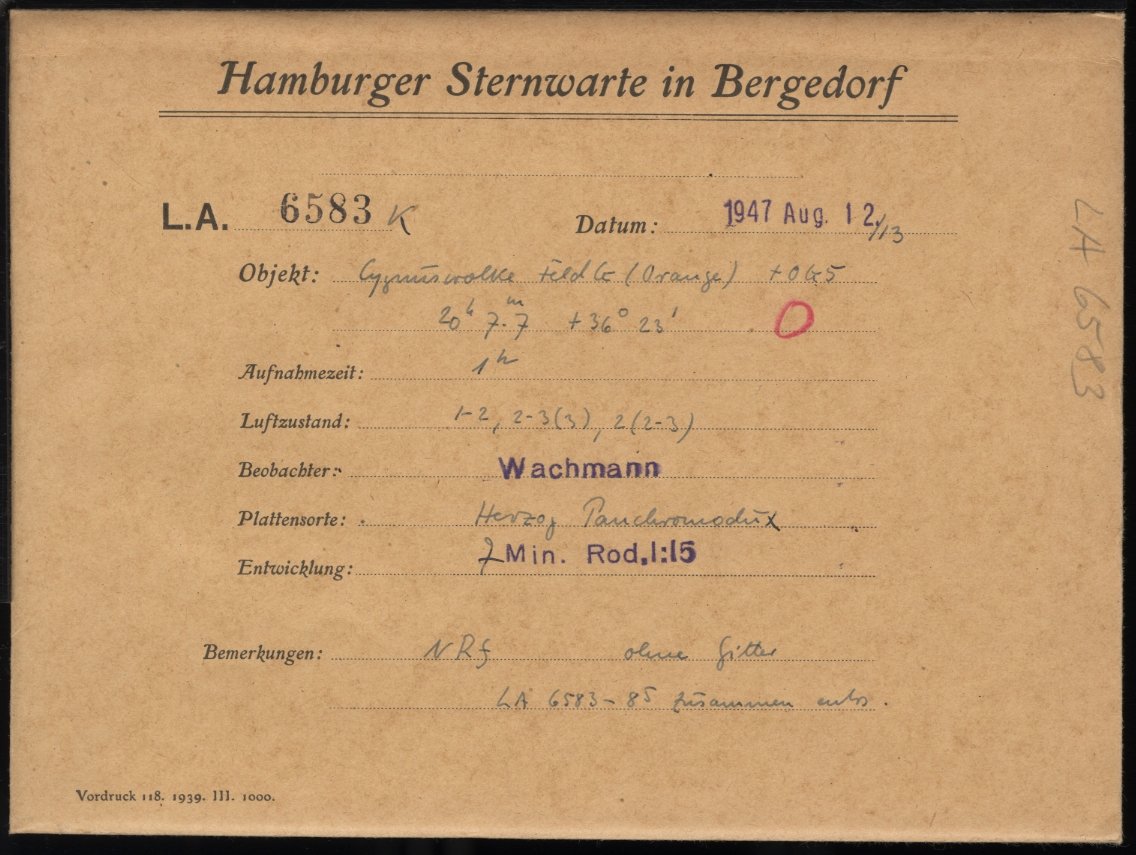 Hamburger Sternwarte in Bergedorf
L.A. 6583 K Datum: 1947 Aug. 12/13
Objekt: Cygnuswolke Feld G (Orange) + OG5
20h 7.m7 +36° 23'
O
Aufnahmezeit: 1h
Luftzustand: 1-2, 2-3(3), 2(2-3)
Beobachter: Wachmann
Plattensorte: Herzog Panchromodux
Entwicklung: 7 Min. Rod. 1:15
Bemerkungen: NRf ohne Gitter
LA 6583-85 zusammen
Vordruck 118. 1939. III. 1000.
LA 6583